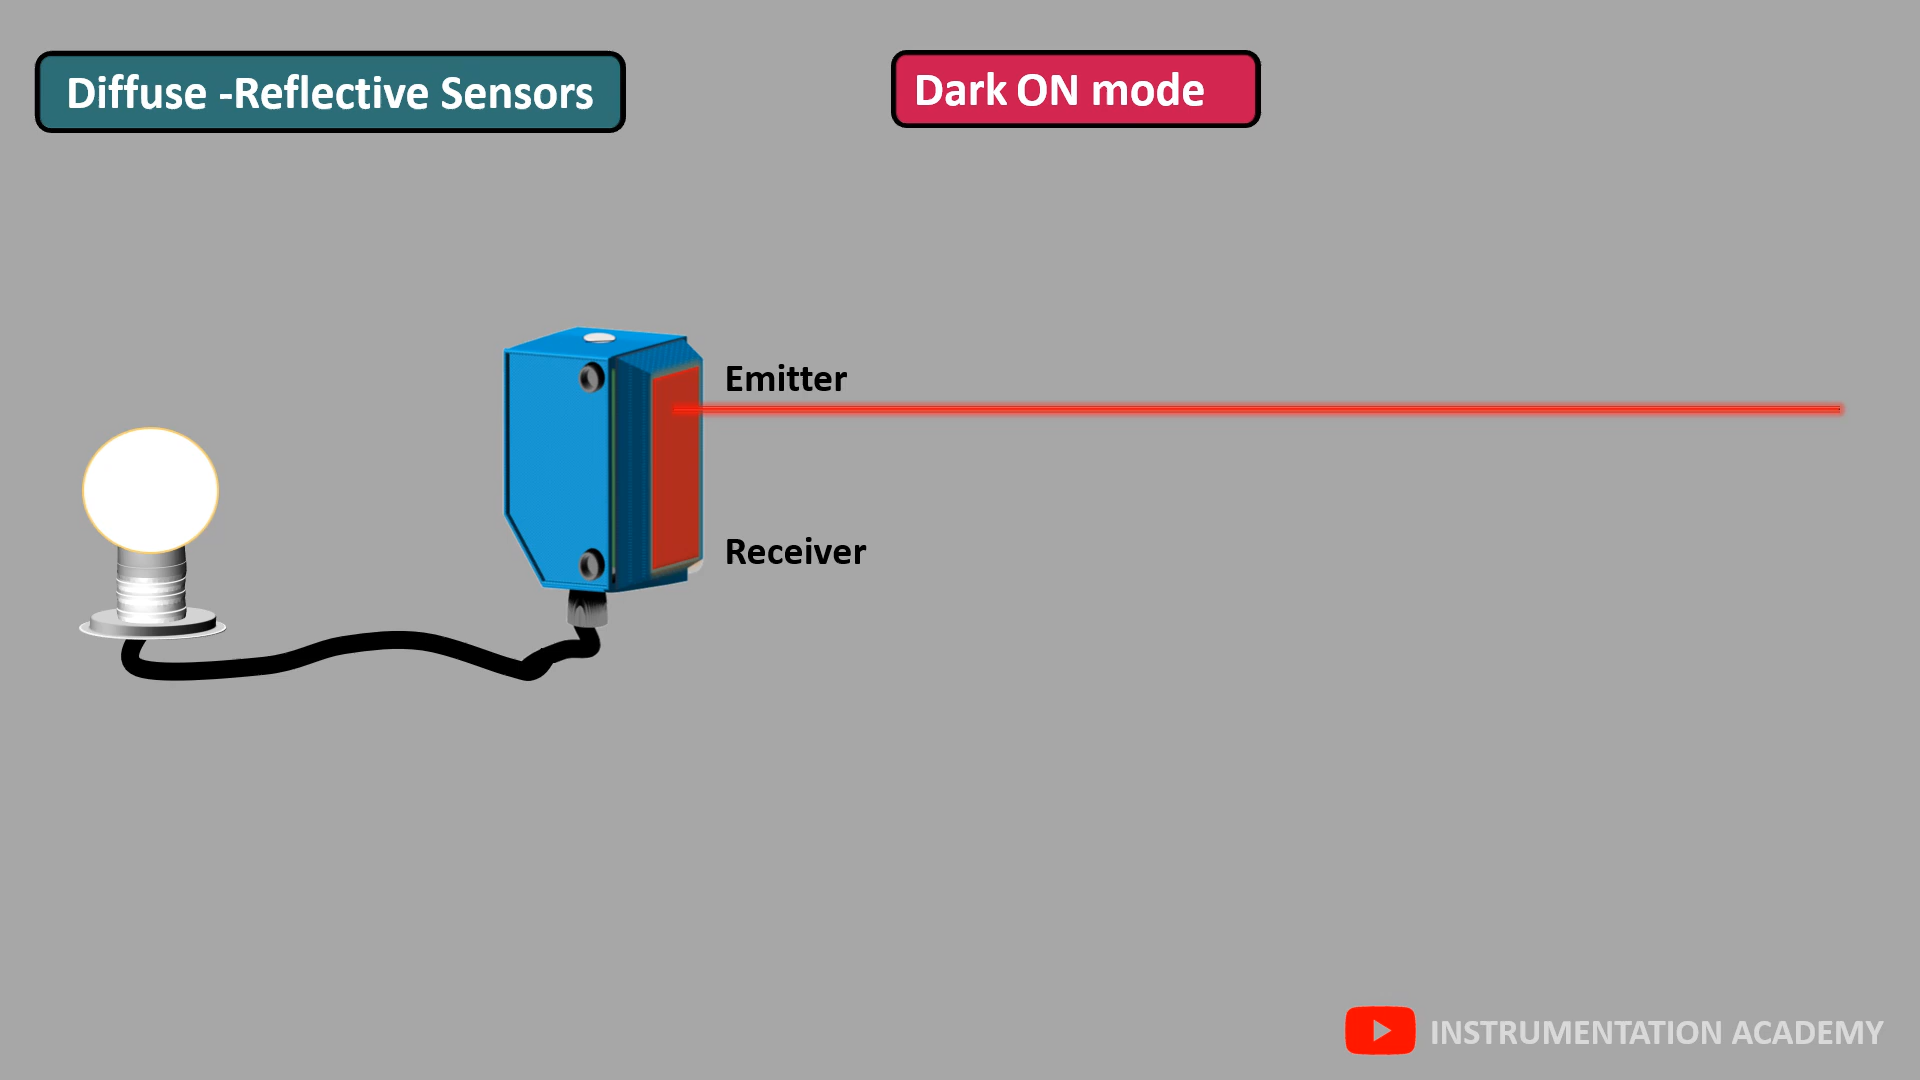 Diffuse -Reflective Sensors
Dark ON mode
Emitter
Receiver
INSTRUMENTATION ACADEMY